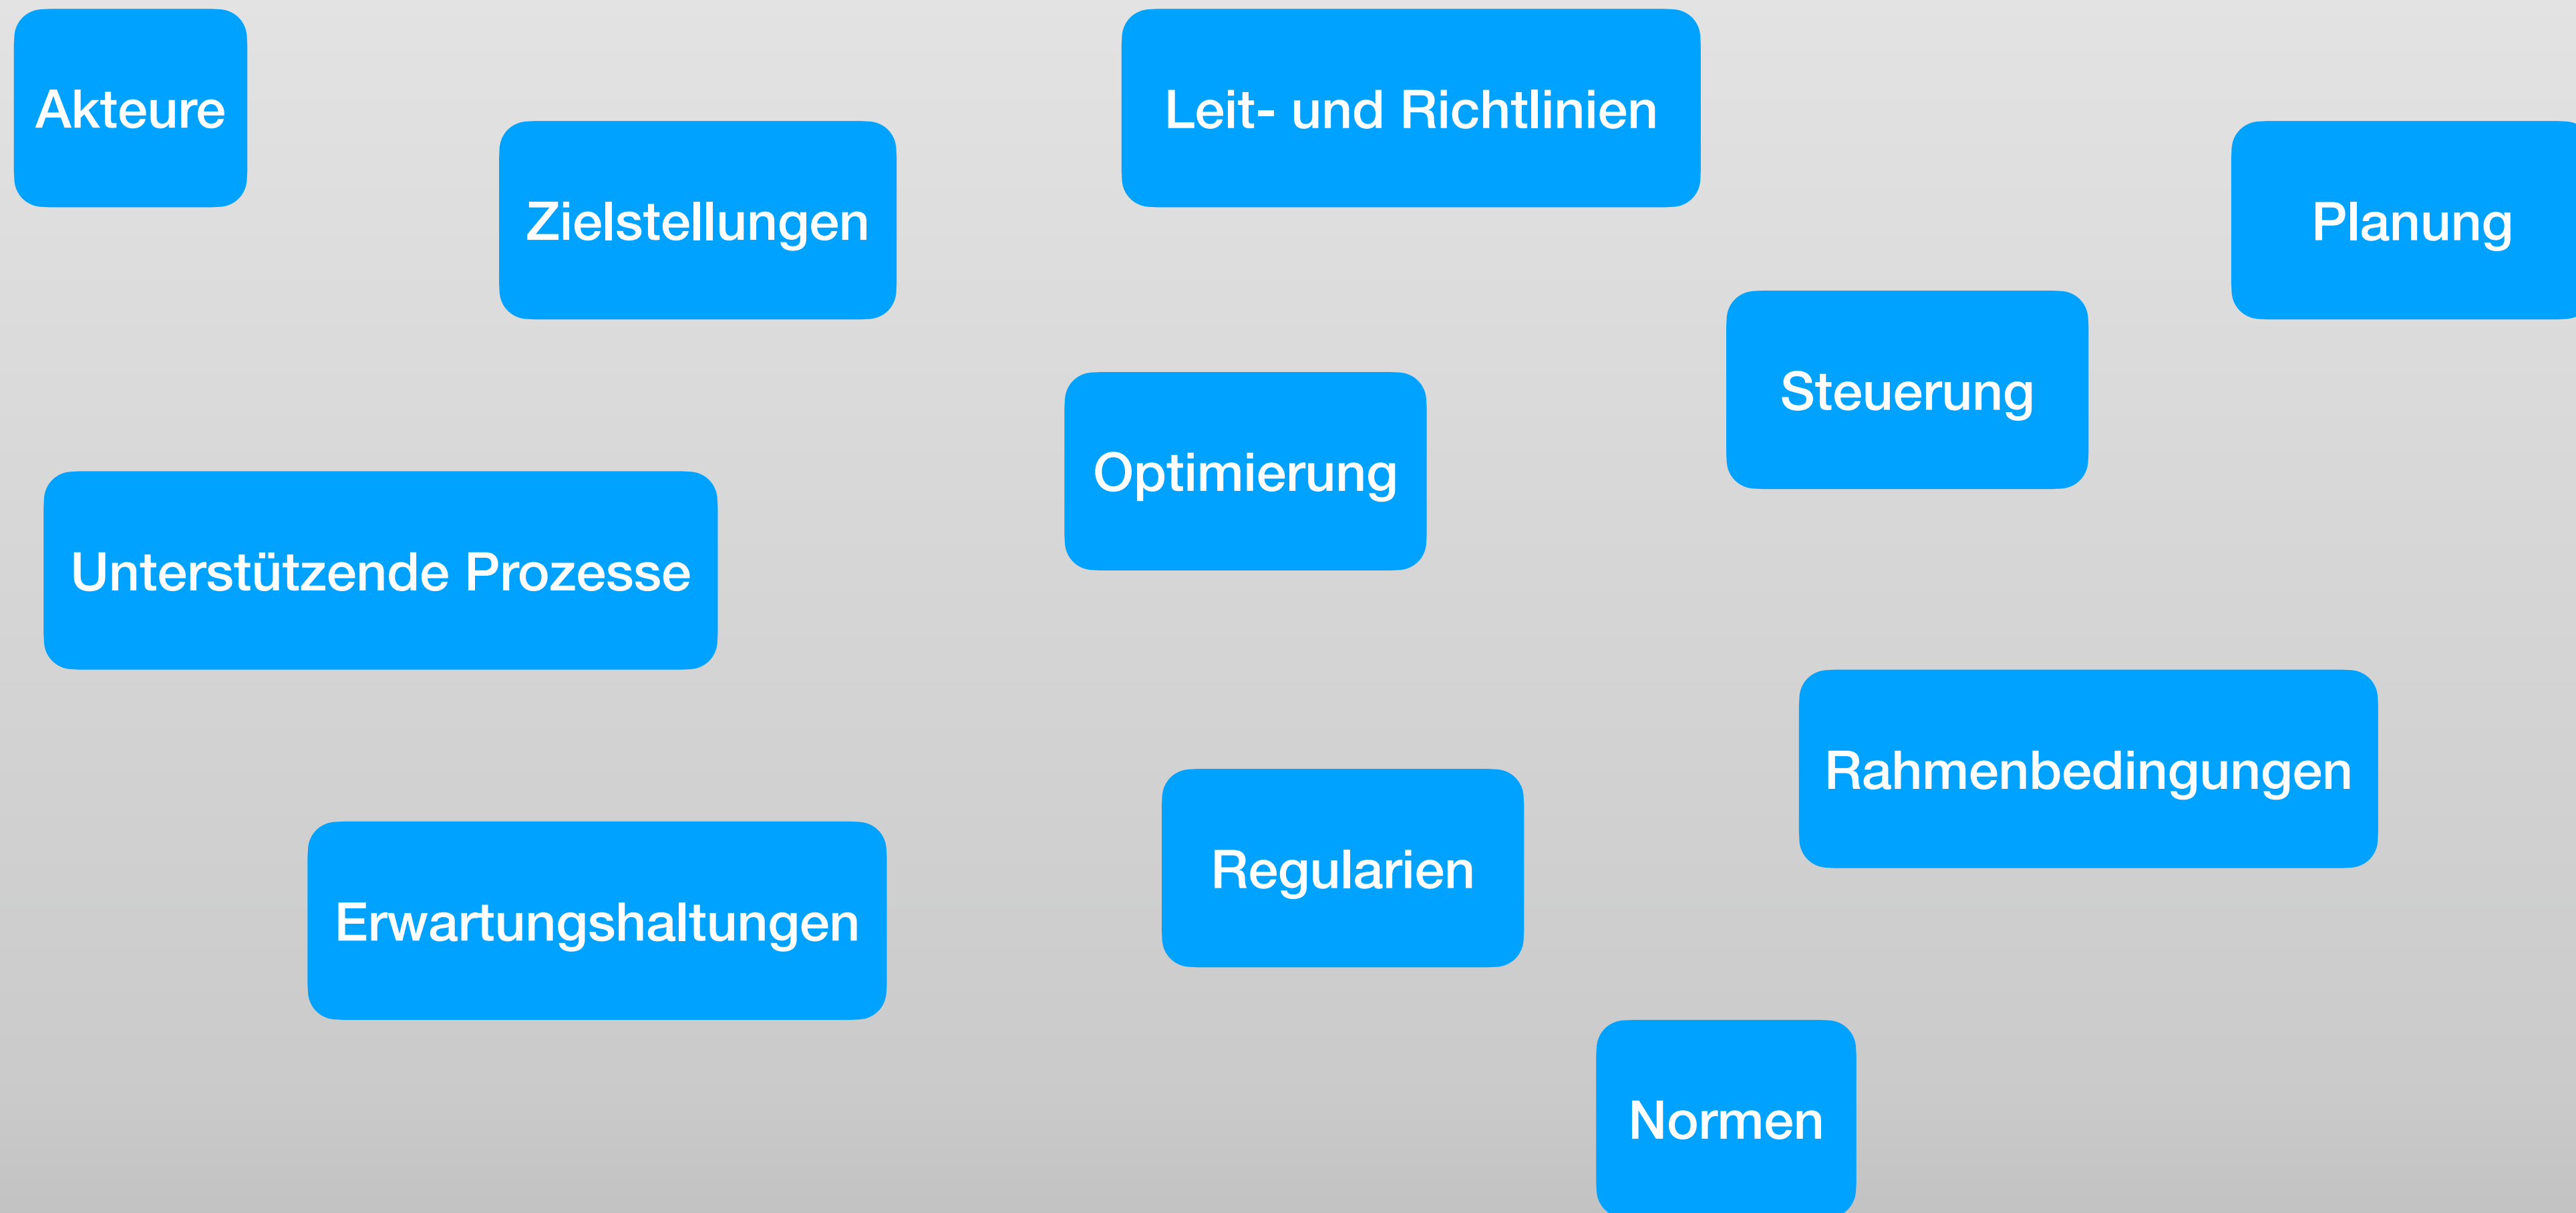 Akteure
Leit- und Richtlinien
Zielstellungen
Planung
Steuerung
Optimierung
Unterstützende Prozesse
Rahmenbedingungen
Regularien
Erwartungshaltungen
Normen